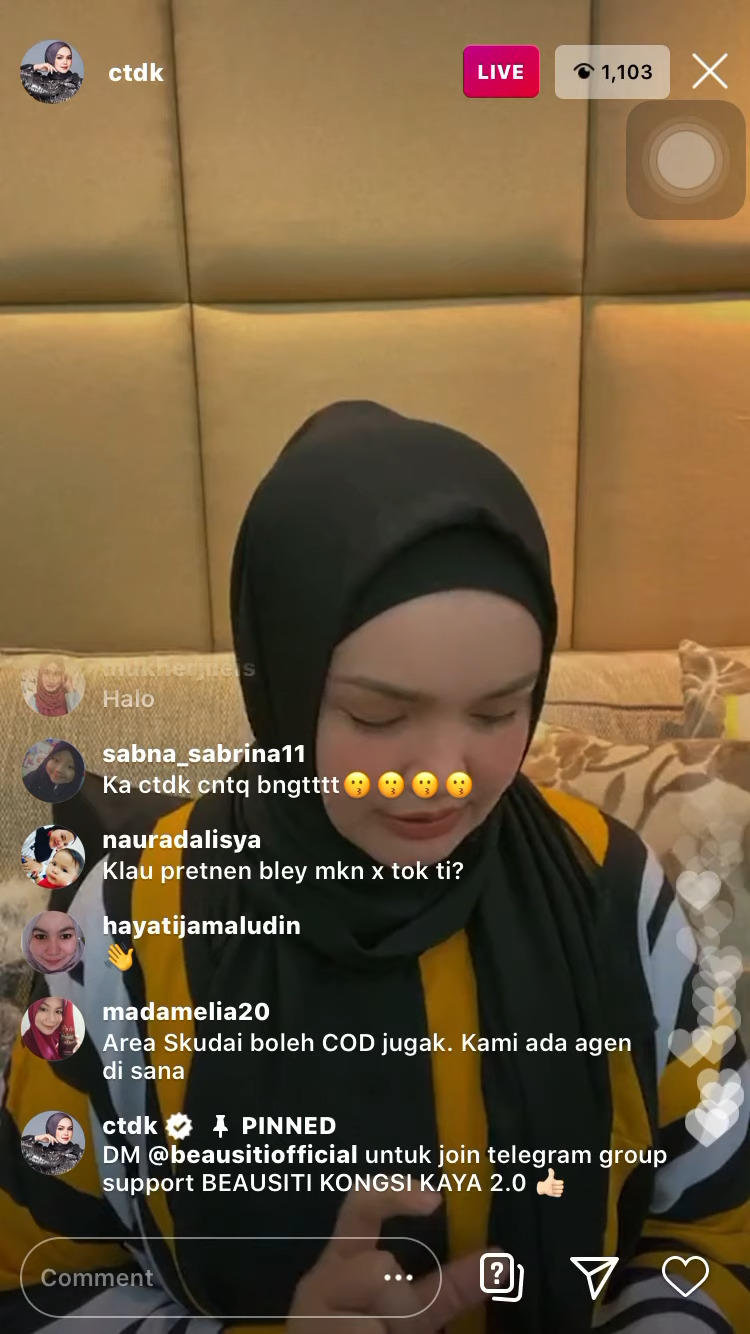 ctdk
LIVE
1,103
mukherjieis
Halo
sabna_sabrina11
Ka ctdk cntq bngtttt😗😗😗😗
nauradalisya
Klau pretnen bley mkn x tok ti?
hayatijamaludin
👋
madamelia20
Area Skudai boleh COD jugak. Kami ada agen
di sana
ctdk PINNED
DM @beausitiofficial untuk join telegram group
support BEAUSITI KONGSI KAYA 2.0 👍🏻
Comment